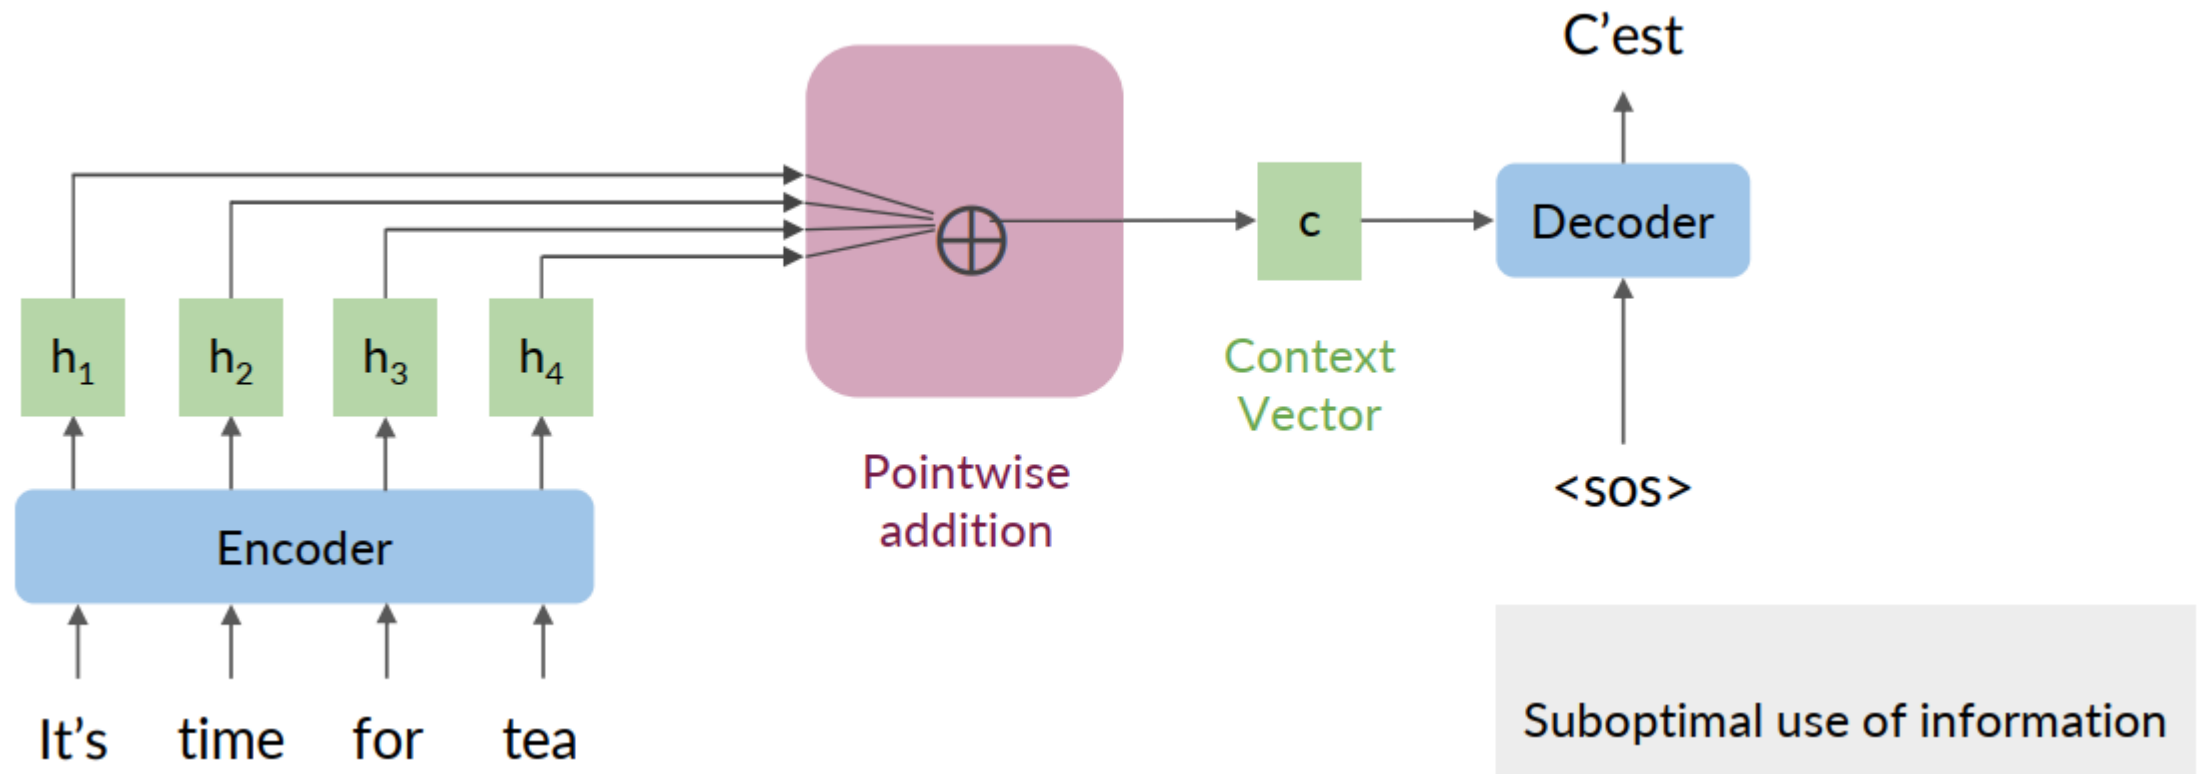 C’est
h₁ h₂ h₃ h₄
c
Decoder
Context
Vector
Pointwise
addition
<sos>
Encoder
It’s time for tea
Suboptimal use of information